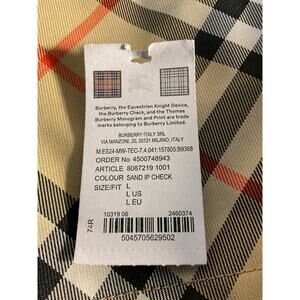 Burberry, the Equestrian Knight Device,
the Burberry Check, and the Thomas
Burberry Monogram and Print are trade
marks belonging to Burberry Limited.
BURBERRY ITALY SRL
VIA MANZONI, 20, 20121 MILANO, ITALY
M:ES24-MW-TEC-7.4.041:157805:B9368
ORDER No 4500748943
ARTICLE 8087219 1001
COLOUR SAND IP CHECK
SIZE/FIT L
L US
L EU
74R
10319 06 2460374
5045705629502